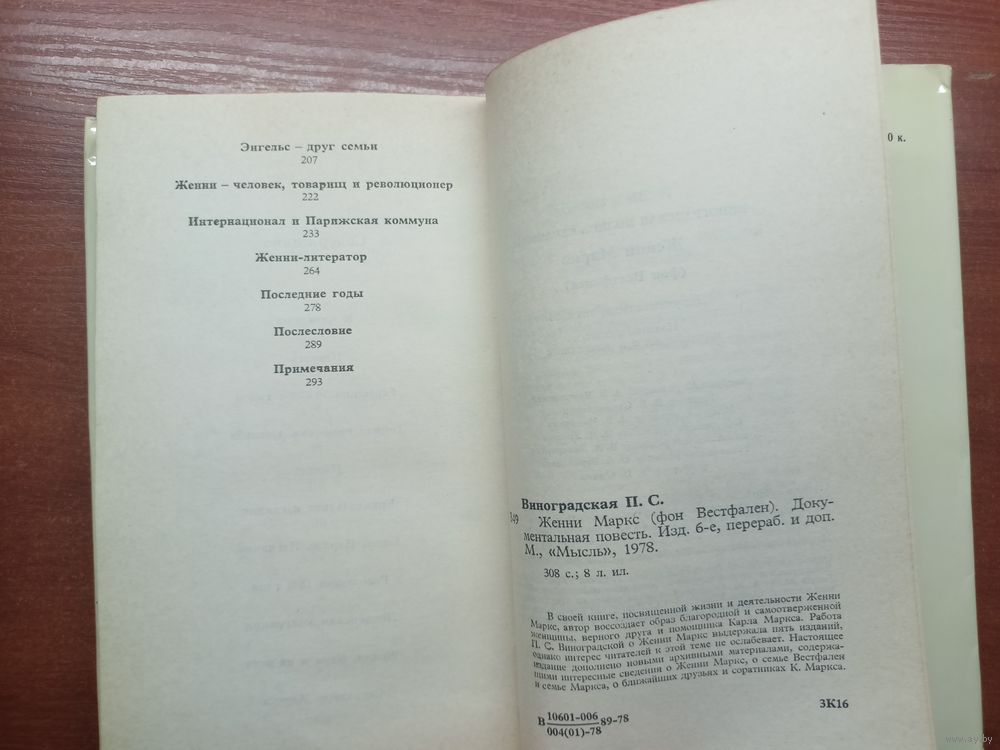 Энгельс – друг семьи
207
Женни – человек, товарищ и революционер
222
Интернационал и Парижская коммуна
233
Женни-литератор
264
Последние годы
278
Послесловие
289
Примечания
293
0 к.
Виноградская П. С.
349 Женни Маркс (фон Вестфален). Доку-
ментальная повесть. Изд. 6-е, перераб. и доп.
М., «Мысль», 1978.
308 с.; 8 л. ил.
В своей книге, посвященной жизни и деятельности Женни
Маркс, автор воссоздает образ благородной и самоотверженной
женщины, верного друга и помощника Карла Маркса. Работа
П. С. Виноградской о Женни Маркс выдержала пять изданий,
однако интерес читателей к этой теме не ослабевает. Настоящее
издание дополнено новыми архивными материалами, содержа-
щими интересные сведения о Женни Маркс, о семье Вестфален
и семье Маркса, о ближайших друзьях и соратниках К. Маркса.
3К16
В 10601-006 89-78
004(01)-78
www.ay.by